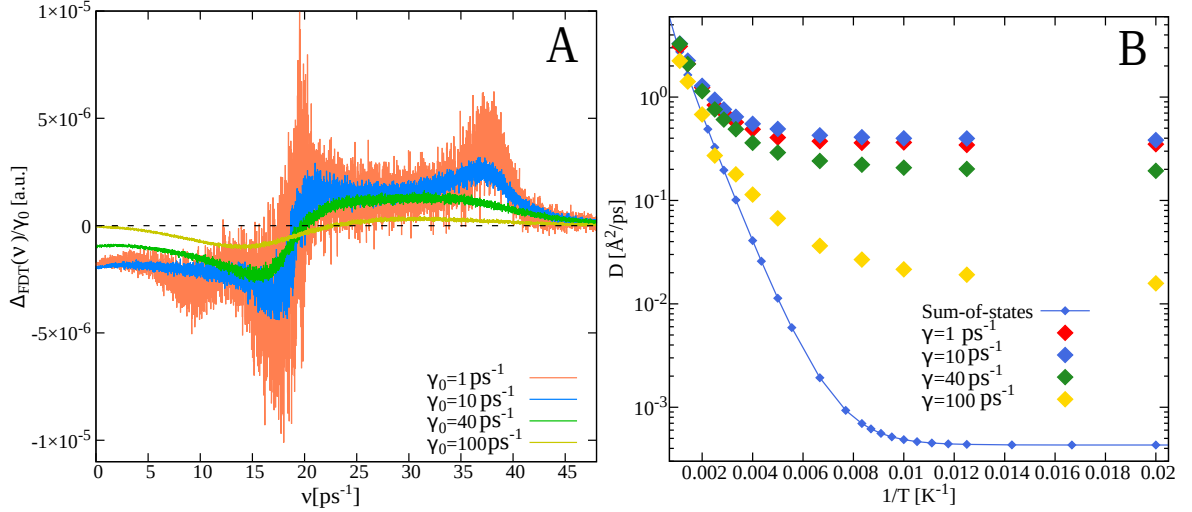 A
Δ_FDT(ν)/γ₀ [a.u.]
1×10⁻⁵
5×10⁻⁶
0
-5×10⁻⁶
-1×10⁻⁵
γ₀=1 ps⁻¹
γ₀=10 ps⁻¹
γ₀=40 ps⁻¹
γ₀=100ps⁻¹
0 5 10 15 20 25 30 35 40 45
ν[ps⁻¹]
B
D [Å²/ps]
10⁰
10⁻¹
10⁻²
10⁻³
Sum-of-states
γ=1 ps⁻¹
γ=10 ps⁻¹
γ=40 ps⁻¹
γ=100 ps⁻¹
0.002 0.004 0.006 0.008 0.01 0.012 0.014 0.016 0.018 0.02
1/T [K⁻¹]